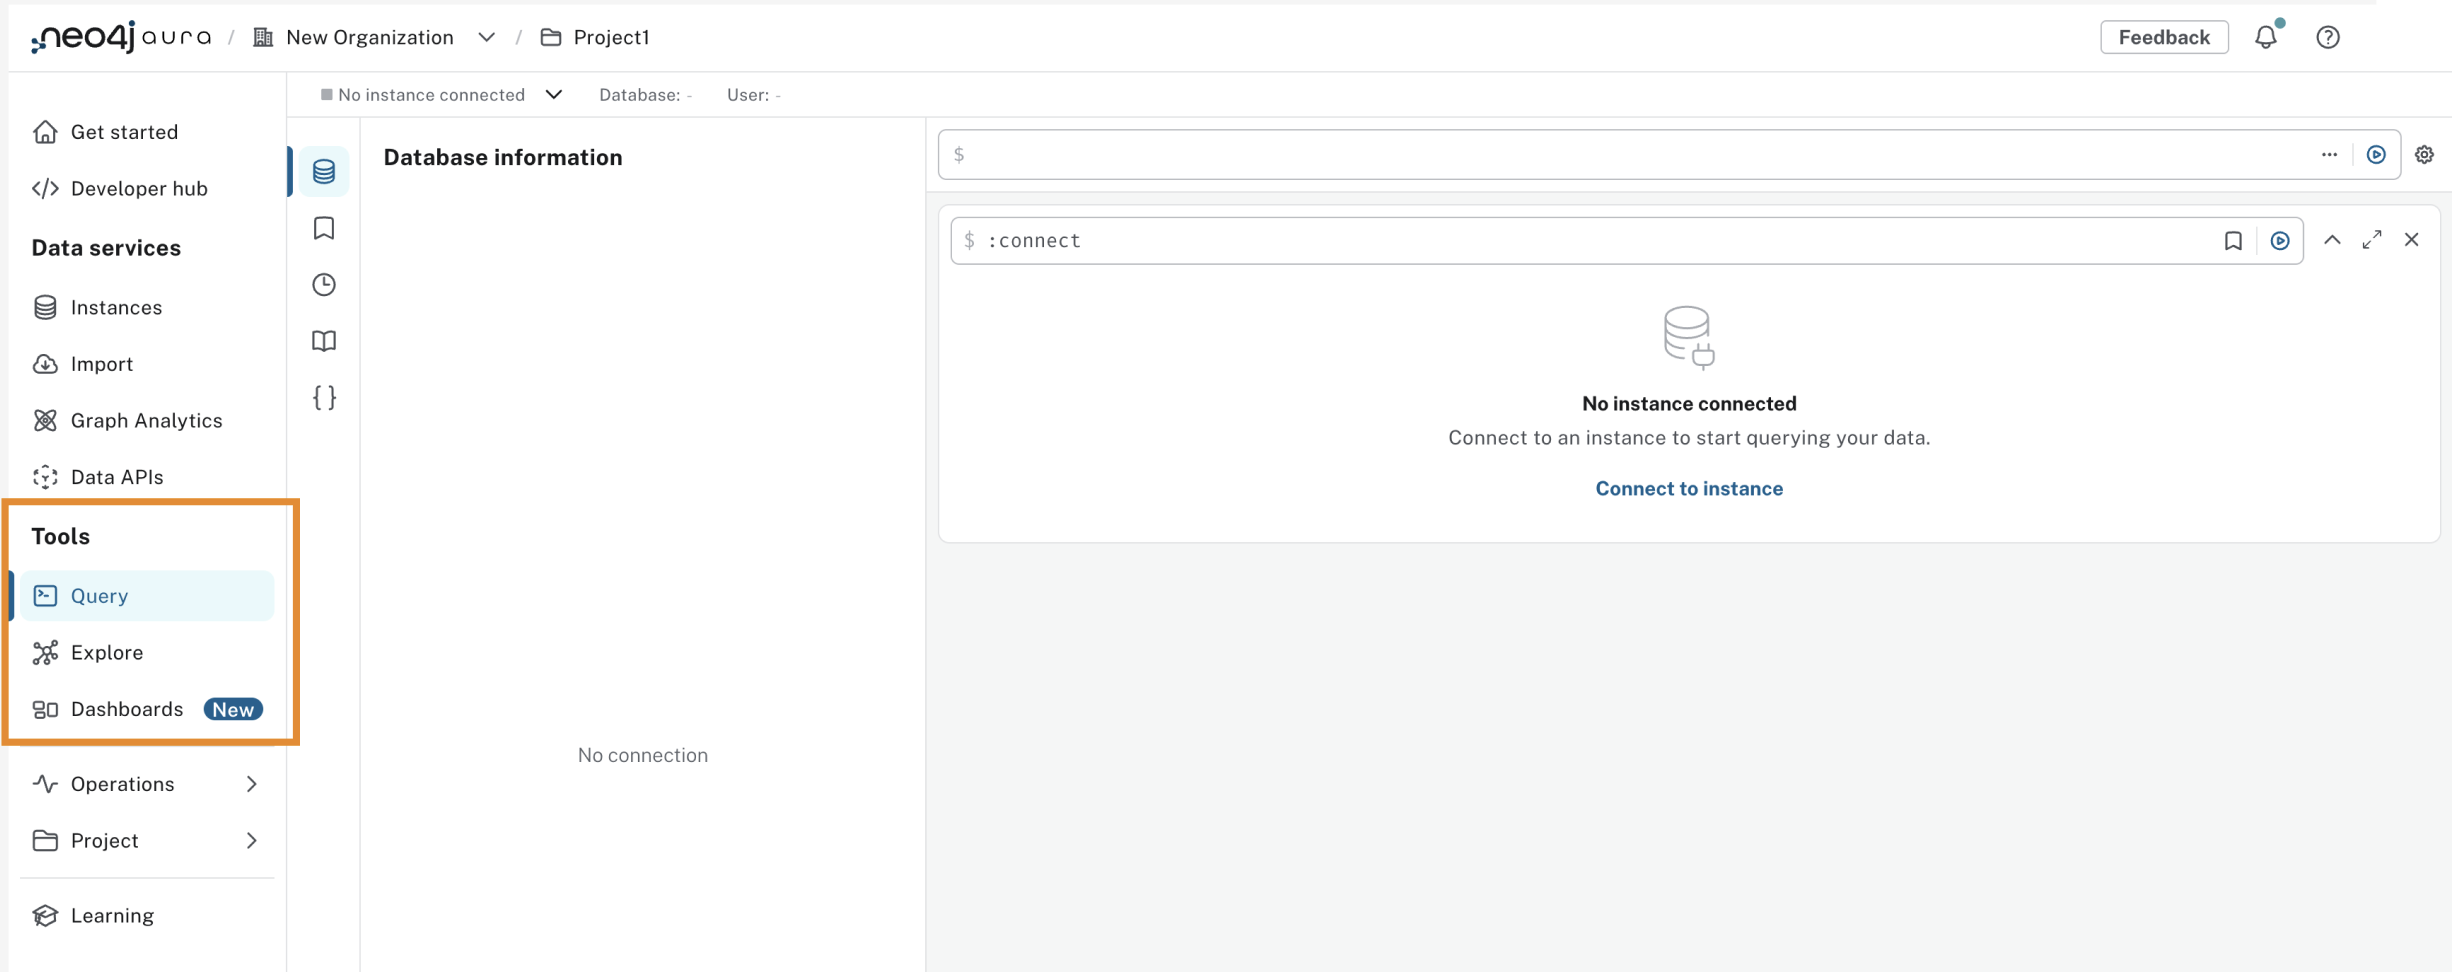 neo4j aura / New Organization / Project1
Feedback
No instance connected Database: - User: -
Get started
Developer hub
Data services
Instances
Import
Graph Analytics
Data APIs
Tools
Query
Explore
Dashboards New
Operations
Project
Learning
Database information
No connection
$
$ :connect
No instance connected
Connect to an instance to start querying your data.
Connect to instance